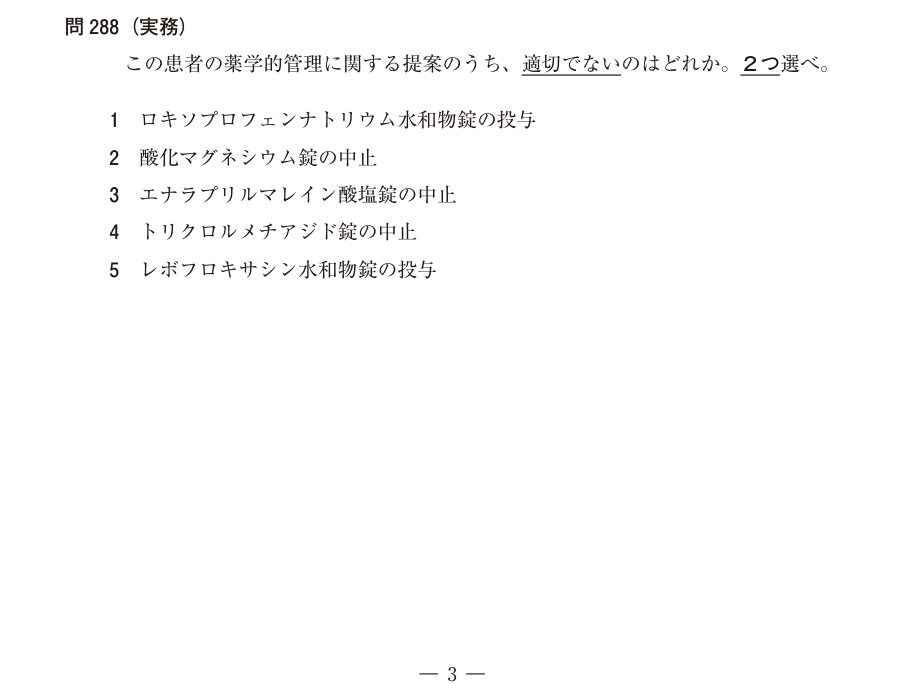 問 288（実務）
この患者の薬学的管理に関する提案のうち、適切でないのはどれか。２つ選べ。
1 ロキソプロフェンナトリウム水和物錠の投与
2 酸化マグネシウム錠の中止
3 エナラプリルマレイン酸塩錠の中止
4 トリクロルメチアジド錠の中止
5 レボフロキサシン水和物錠の投与
— 3 —